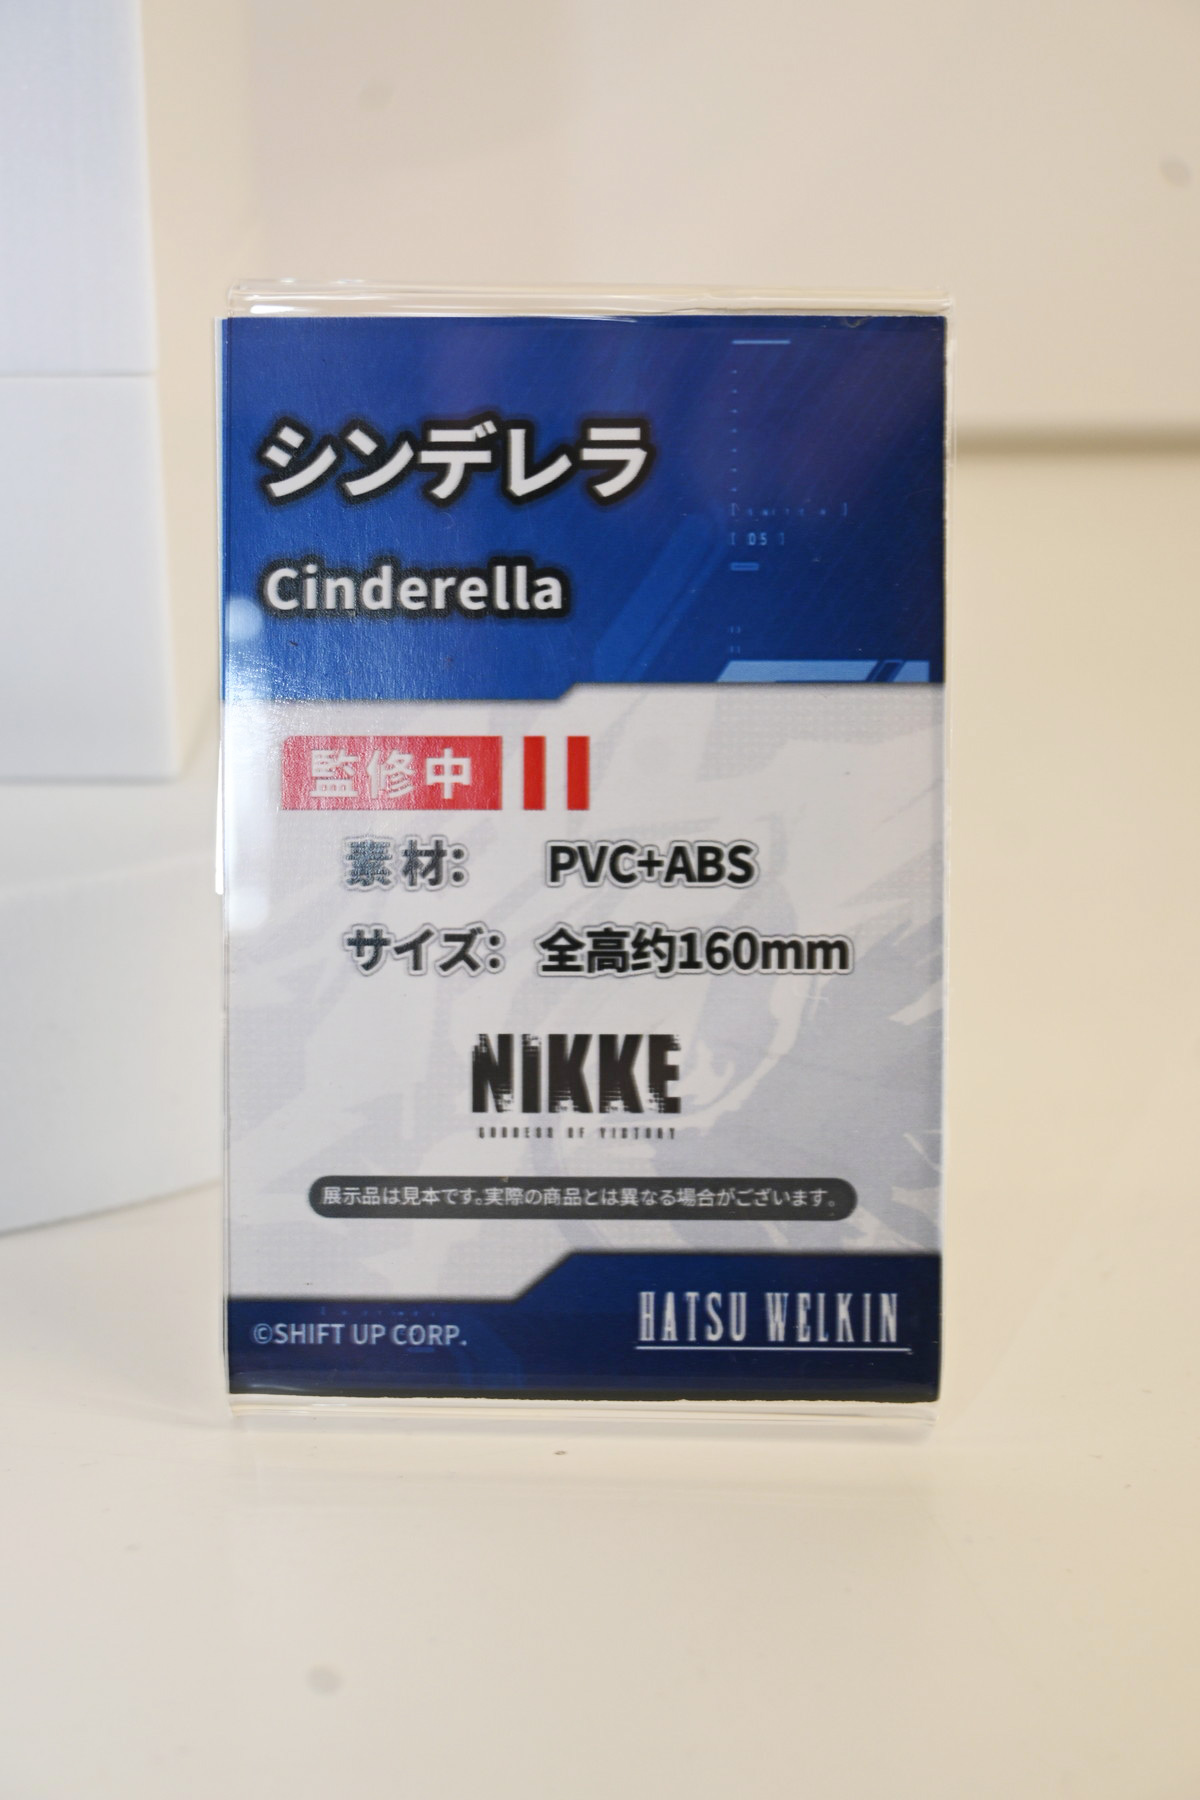 シンデレラ
Cinderella
[ 05 ]
監修中
素材： PVC+ABS
サイズ： 全高约160mm
NIKKE
GODDESS OF VICTORY
展示品は見本です。実際の商品とは異なる場合がございます。
©SHIFT UP CORP.
HATSU WELKIN